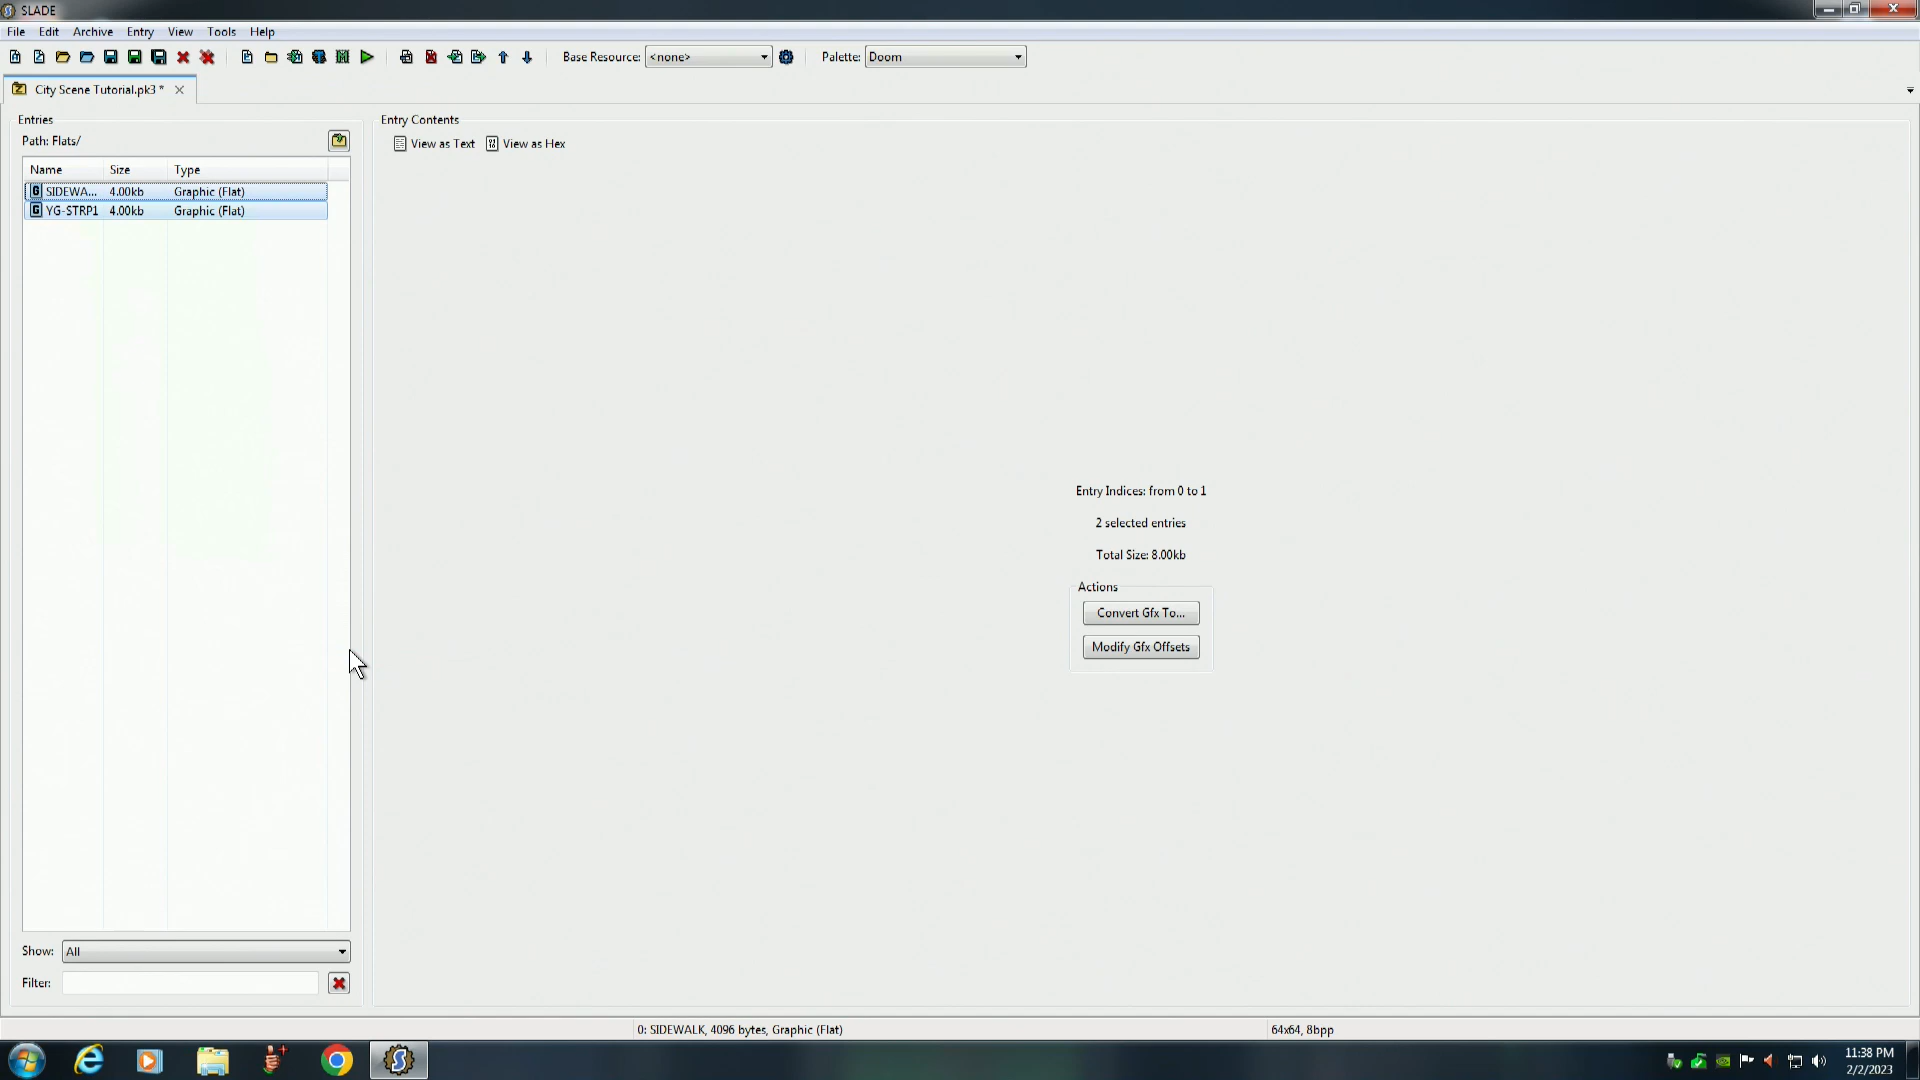 SLADE
File Edit Archive Entry View Tools Help
Base Resource: <none> Palette: Doom
City Scene Tutorial.pk3 *
Entries
Path: Flats/
Name Size Type
SIDEWA... 4.00kb Graphic (Flat)
YG-STRP1 4.00kb Graphic (Flat)
Show: All
Filter:
Entry Contents
View as Text View as Hex
Entry Indices: from 0 to 1
2 selected entries
Total Size: 8.00kb
Actions
Convert Gfx To...
Modify Gfx Offsets
0: SIDEWALK, 4096 bytes, Graphic (Flat) 64x64, 8bpp
11:38 PM
2/2/2023